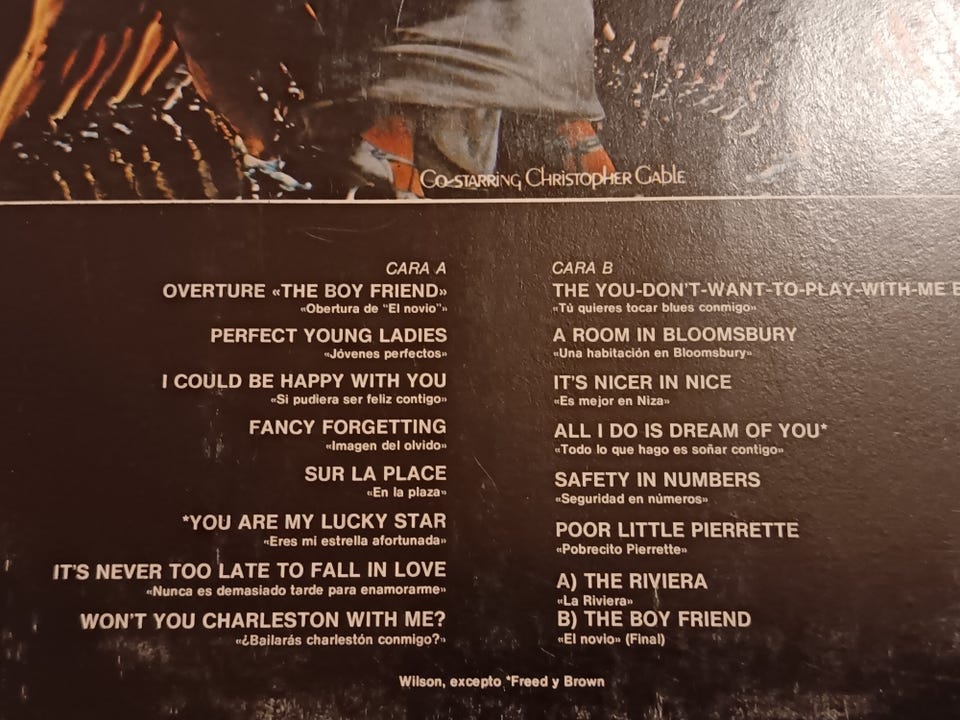 Co-starring Christopher Gable
CARA A
OVERTURE «THE BOY FRIEND»
«Obertura de "El novio"»
PERFECT YOUNG LADIES
«Jóvenes perfectos»
I COULD BE HAPPY WITH YOU
«Si pudiera ser feliz contigo»
FANCY FORGETTING
«Imagen del olvido»
SUR LA PLACE
«En la plaza»
*YOU ARE MY LUCKY STAR
«Eres mi estrella afortunada»
IT'S NEVER TOO LATE TO FALL IN LOVE
«Nunca es demasiado tarde para enamorarme»
WON'T YOU CHARLESTON WITH ME?
«¿Bailarás charlestón conmigo?»
CARA B
THE YOU-DON'T-WANT-TO-PLAY-WITH-ME
«Tú quieres tocar blues conmigo»
A ROOM IN BLOOMSBURY
«Una habitación en Bloomsbury»
IT'S NICER IN NICE
«Es mejor en Niza»
ALL I DO IS DREAM OF YOU*
«Todo lo que hago es soñar contigo»
SAFETY IN NUMBERS
«Seguridad en números»
POOR LITTLE PIERRETTE
«Pobrecito Pierrette»
A) THE RIVIERA
«La Riviera»
B) THE BOY FRIEND
«El novio» (Final)
Wilson, excepto *Freed y Brown